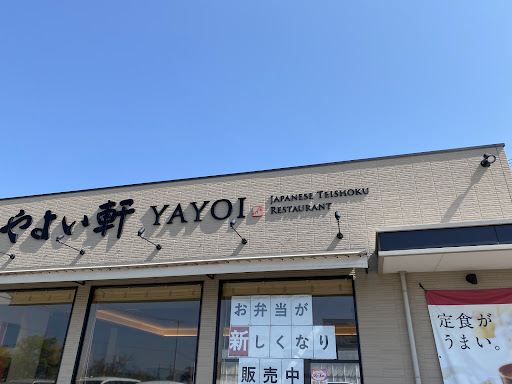 やよい軒 YAYOI JAPANESE TEISHOKU
RESTAURANT
お弁当が
新しくなり
販売中
定食が
うまい。